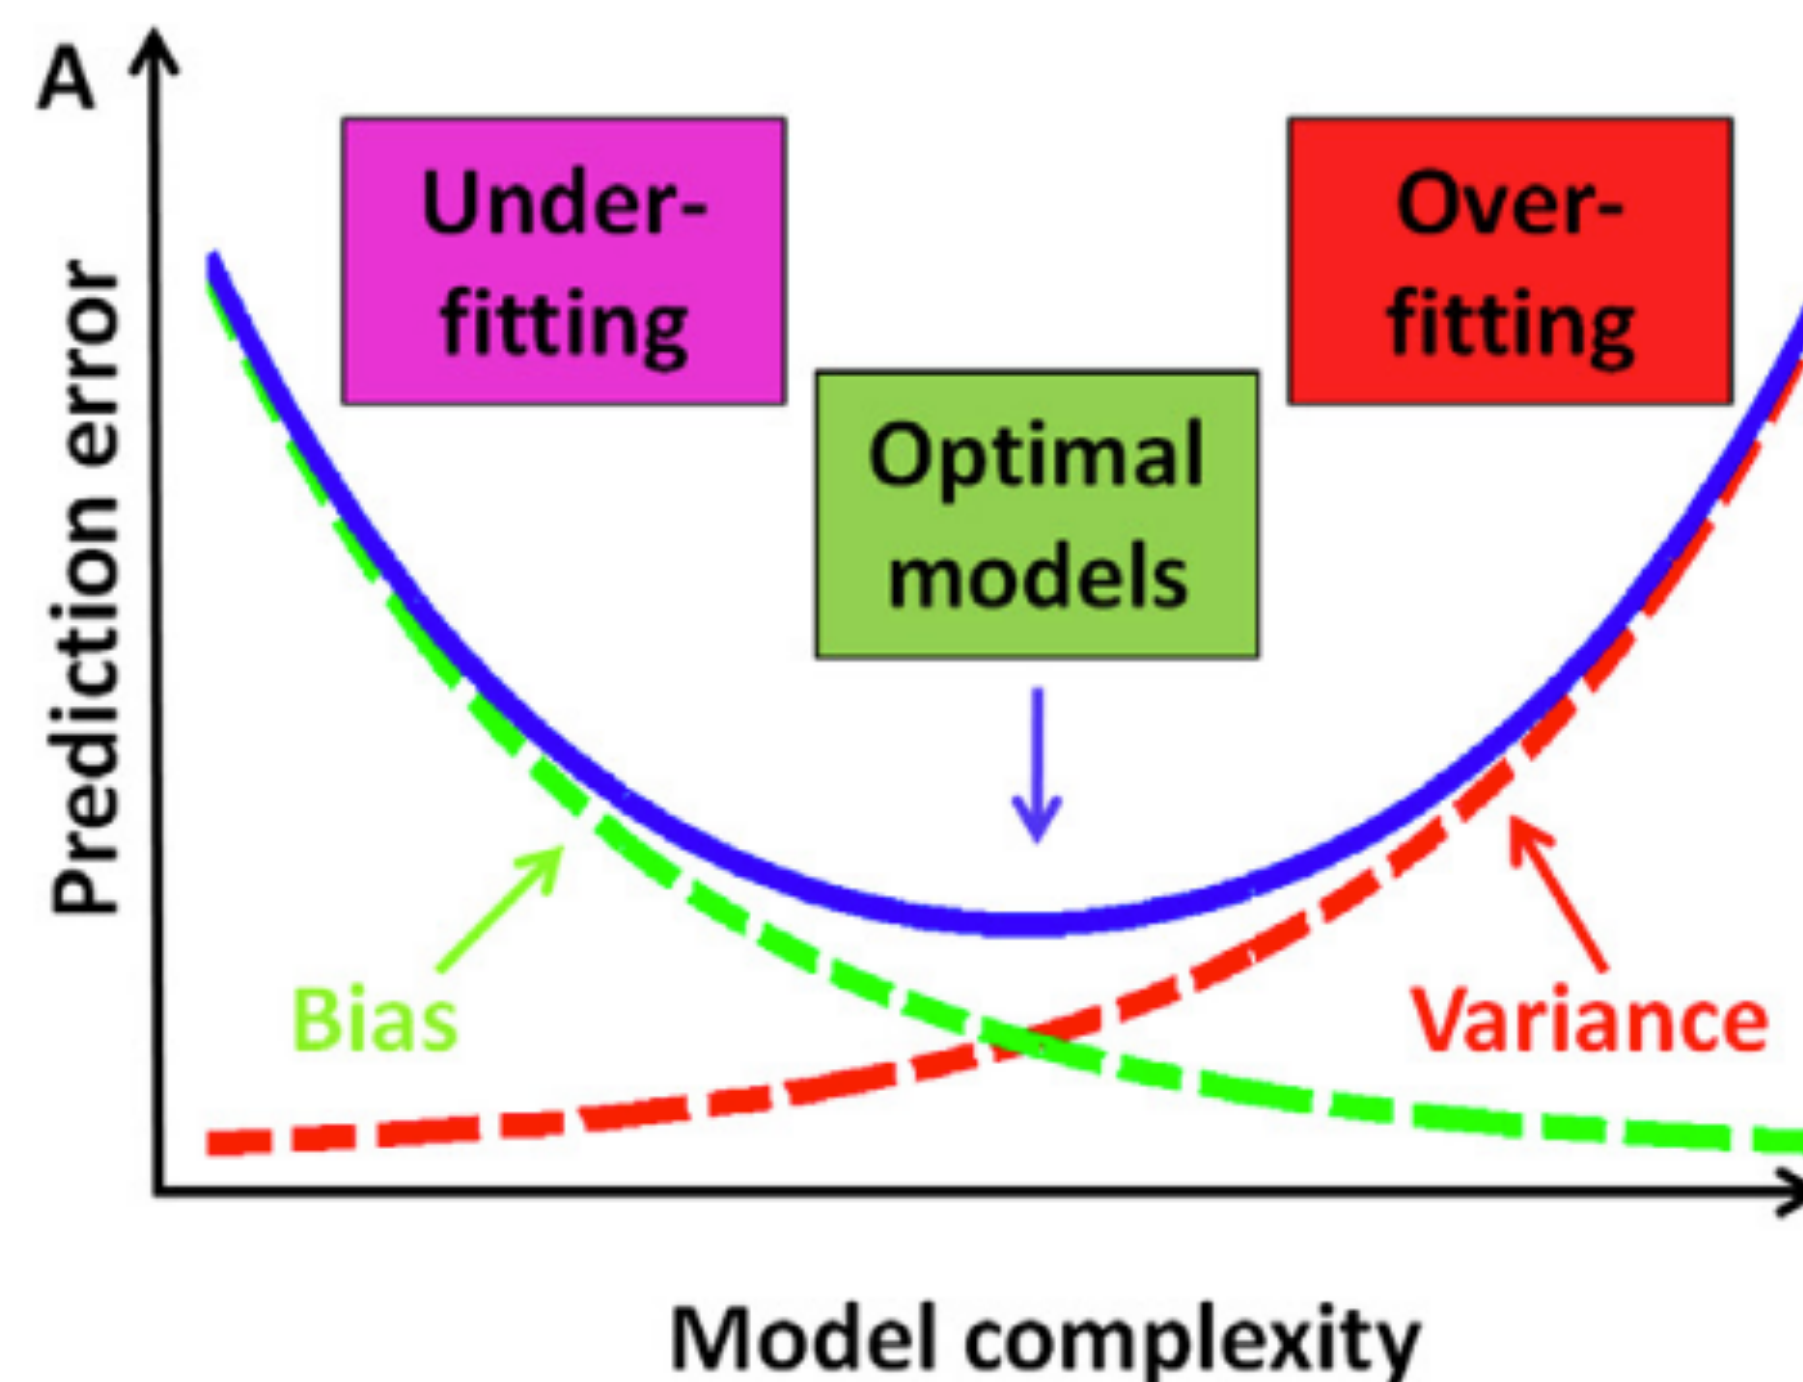 A
Prediction error
Under-
fitting
Over-
fitting
Optimal
models
Bias
Variance
Model complexity